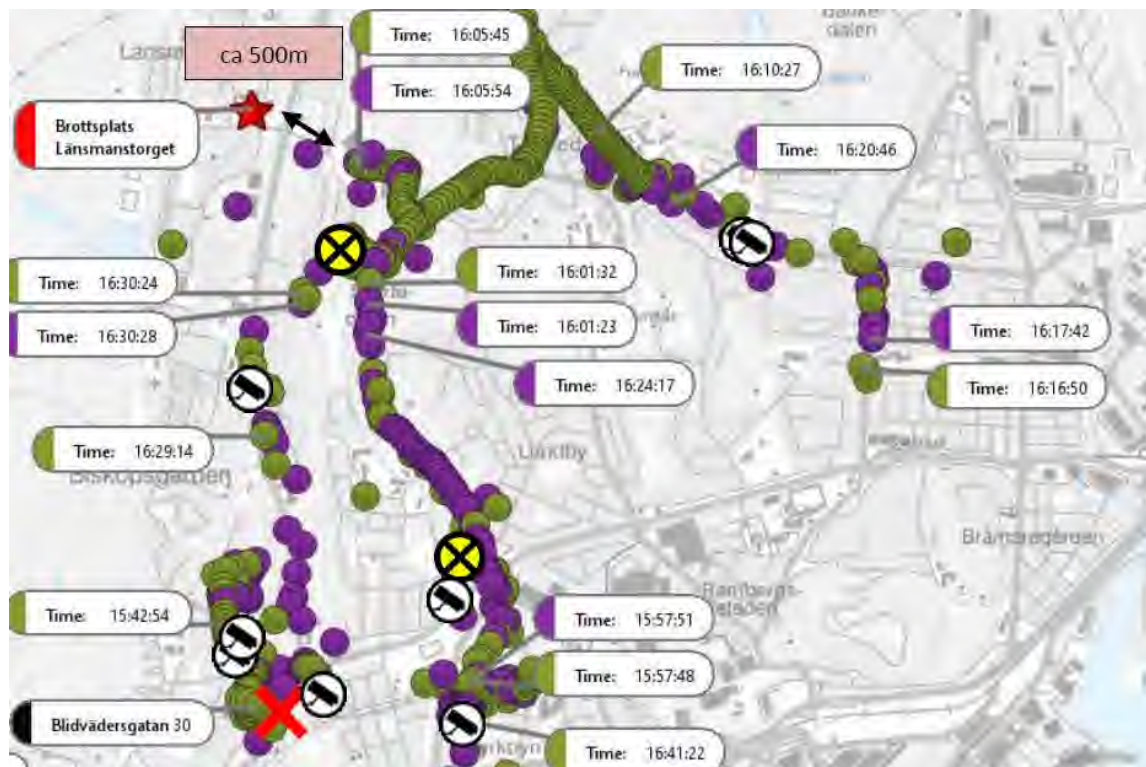 ca 500m
Time: 16:05:45
Time: 16:05:54
Time: 16:10:27
Brottsplats
Länsmanstorget
Time: 16:20:46
Time: 16:30:24
Time: 16:01:32
Time: 16:30:28
Time: 16:01:23
Time: 16:17:42
Time: 16:24:17
Time: 16:16:50
Time: 16:29:14
Biskopsgården
Brämaregården
Time: 15:42:54
Time: 15:57:51
Time: 15:57:48
Blidvädersgatan 30
Time: 16:41:22